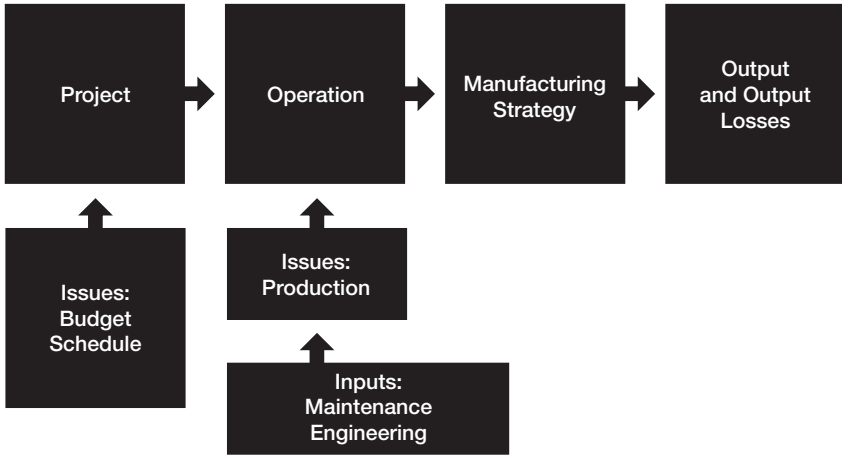 Project
Operation
Manufacturing
Strategy
Output
and Output
Losses
Issues:
Budget
Schedule
Issues:
Production
Inputs:
Maintenance
Engineering